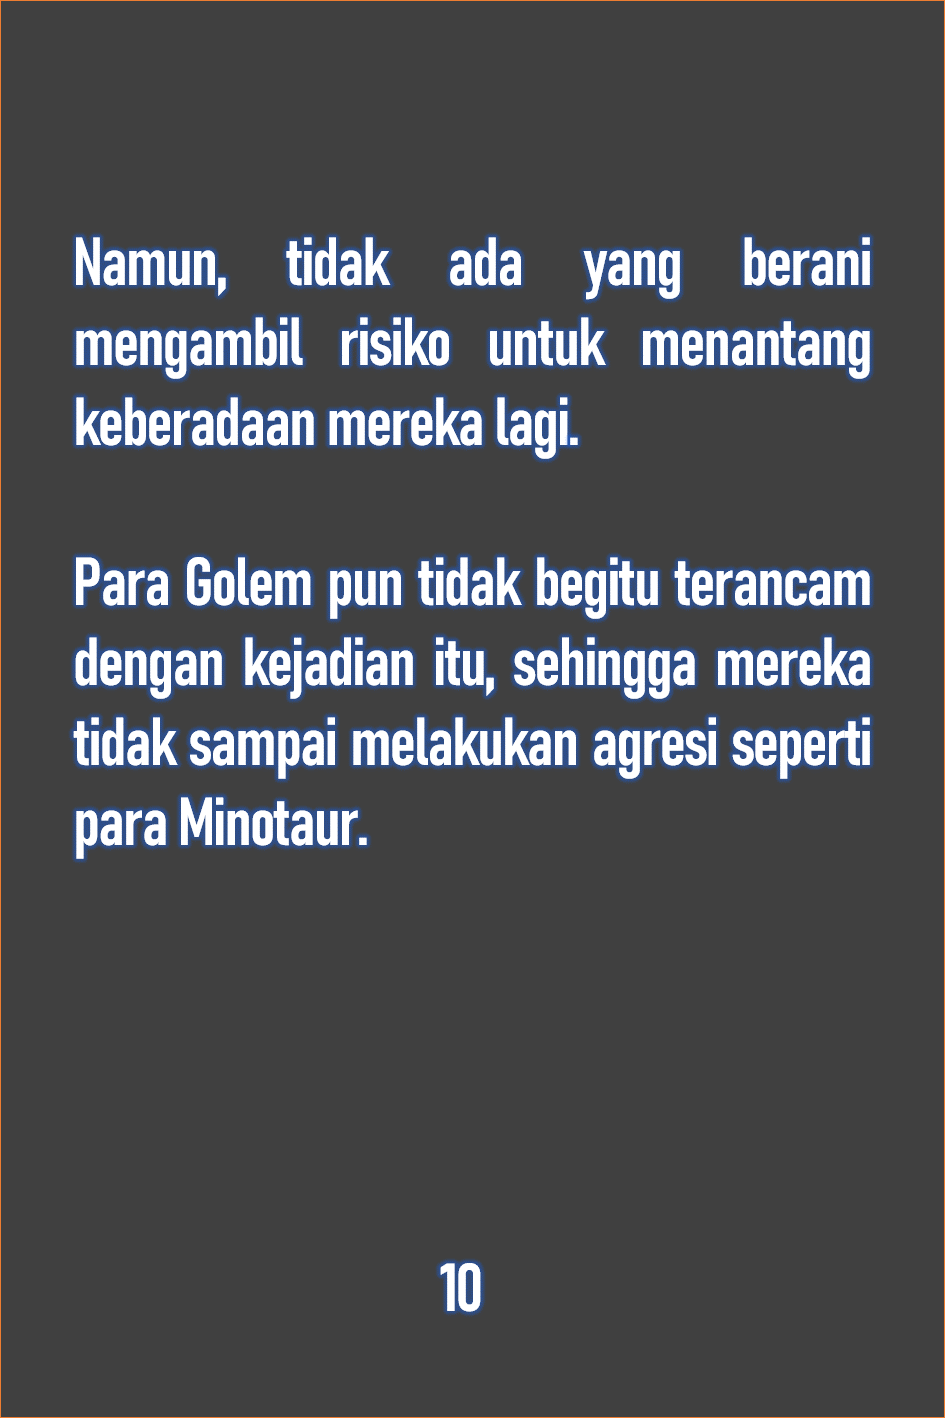 Namun, tidak ada yang berani
mengambil risiko untuk menantang
keberadaan mereka lagi.
Para Golem pun tidak begitu terancam
dengan kejadian itu, sehingga mereka
tidak sampai melakukan agresi seperti
para Minotaur.
10